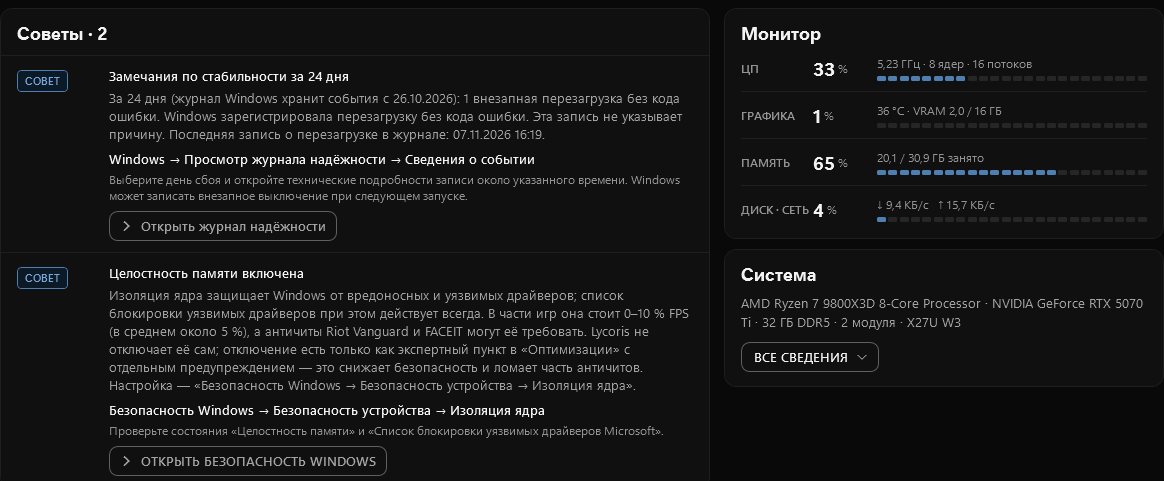 Советы · 2
СОВЕТ
Замечания по стабильности за 24 дня
За 24 дня (журнал Windows хранит события с 26.10.2026): 1 внезапная перезагрузка без кода
ошибки. Windows зарегистрировала перезагрузку без кода ошибки. Эта запись не указывает
причину. Последняя запись о перезагрузке в журнале: 07.11.2026 16:19.
Windows → Просмотр журнала надёжности → Сведения о событии
Выберите день сбоя и откройте технические подробности записи около указанного времени. Windows
может записать внезапное выключение при следующем запуске.
Открыть журнал надёжности
СОВЕТ
Целостность памяти включена
Изоляция ядра защищает Windows от вредоносных и уязвимых драйверов; список
блокировки уязвимых драйверов при этом действует всегда. В части игр она стоит 0–10 % FPS
(в среднем около 5 %), а античиты Riot Vanguard и FACEIT могут её требовать. Lycoris не
отключает её сам; отключение есть только как экспертный пункт в «Оптимизации» с
отдельным предупреждением — это снижает безопасность и ломает часть античитов.
Настройка — «Безопасность Windows → Безопасность устройства → Изоляция ядра».
Безопасность Windows → Безопасность устройства → Изоляция ядра
Проверьте состояния «Целостность памяти» и «Список блокировки уязвимых драйверов Microsoft».
ОТКРЫТЬ БЕЗОПАСНОСТЬ WINDOWS
Монитор
ЦП 33 % 5,23 ГГц · 8 ядер · 16 потоков
ГРАФИКА 1 % 36 °C · VRAM 2,0 / 16 ГБ
ПАМЯТЬ 65 % 20,1 / 30,9 ГБ занято
ДИСК · СЕТЬ 4 % ↓ 9,4 КБ/с ↑ 15,7 КБ/с
Система
AMD Ryzen 7 9800X3D 8-Core Processor · NVIDIA GeForce RTX 5070
Ti · 32 ГБ DDR5 · 2 модуля · X27U W3
ВСЕ СВЕДЕНИЯ